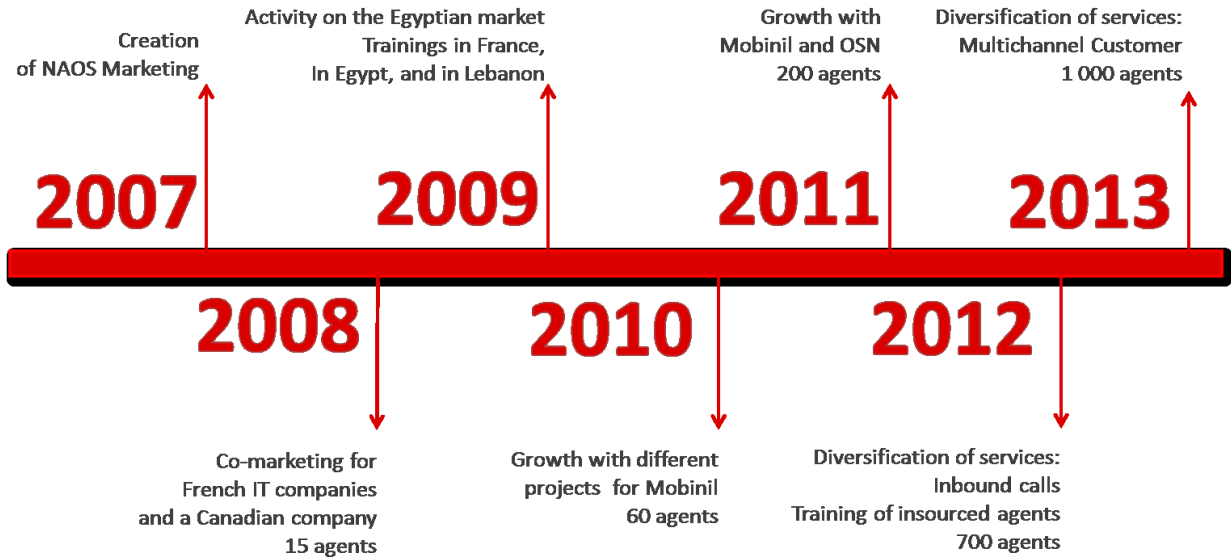 Creation
of NAOS Marketing
2007
Activity on the Egyptian market
Trainings in France,
In Egypt, and in Lebanon
2009
Growth with
Mobinil and OSN
200 agents
2011
Diversification of services:
Multichannel Customer
1 000 agents
2013
2008
Co-marketing for
French IT companies
and a Canadian company
15 agents
2010
Growth with different
projects for Mobinil
60 agents
2012
Diversification of services:
Inbound calls
Training of insourced agents
700 agents